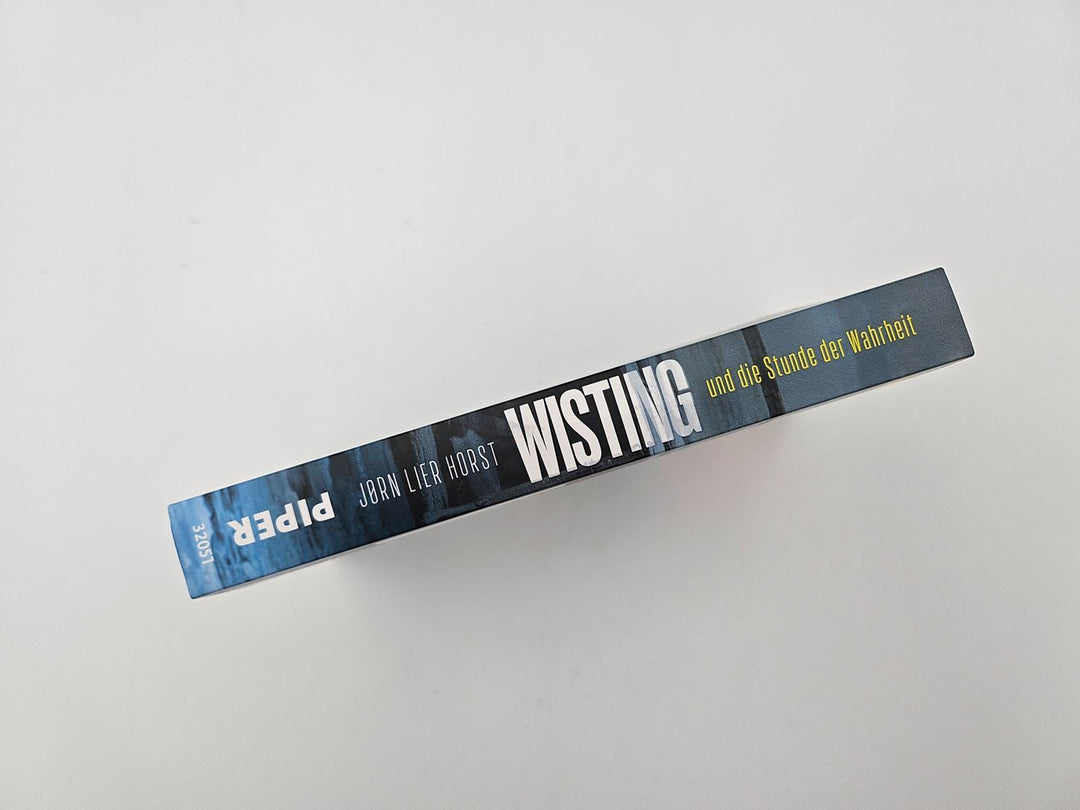 32051
PIPER
JØRN LIER HORST
WISTING
und die Stunde der Wahrheit